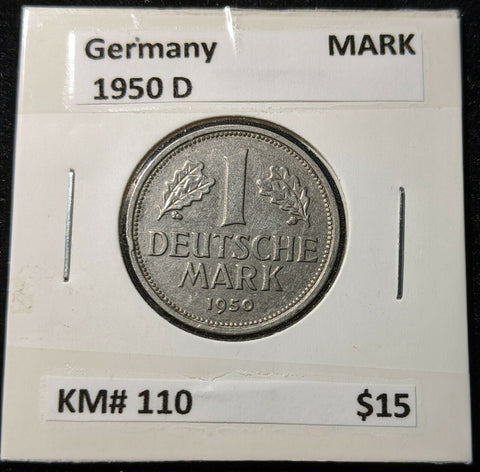 Germany MARK
1950 D
1
DEUTSCHE
MARK
1950
KM# 110 $15